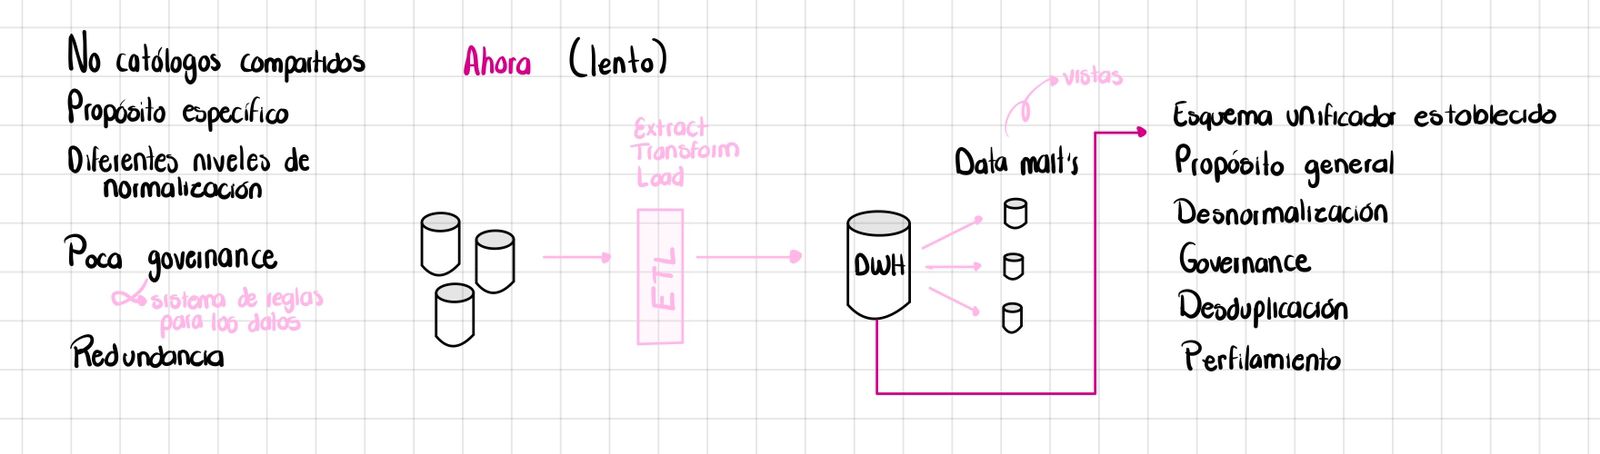 No catálogos compartidos
Propósito específico
Diferentes niveles de
normalización
Poca governance
sistema de reglas
para los datos
Redundancia
Ahora (lento)
Extract
Transform
Load
ETL
DWH
vistas
Data mart's
Esquema unificador establecido
Propósito general
Desnormalización
Governance
Desduplicación
Perfilamiento